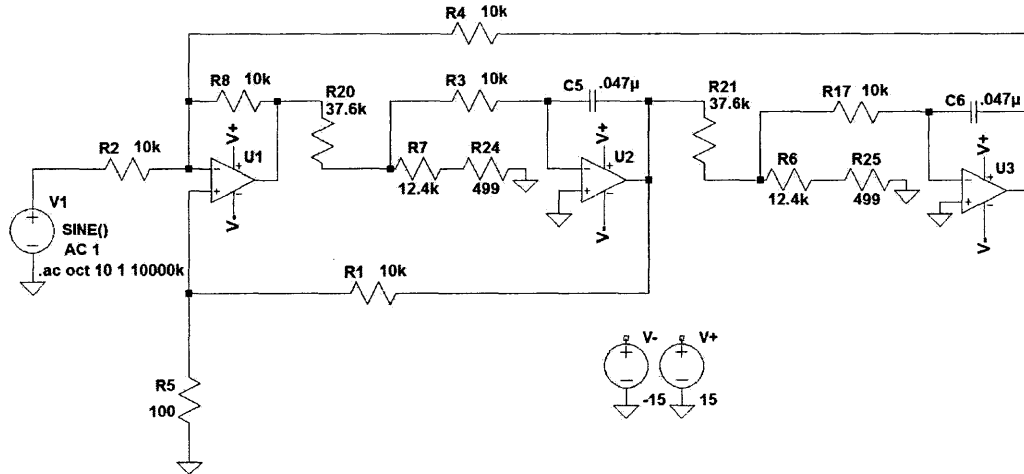 R4 10k
R8 10k
R20
37.6k
R3 10k
C5 .047µ
R21
37.6k
R17 10k
C6 .047µ
V+
U1
V+
U2
V+
U3
R2 10k
R7
12.4k
R24
499
R6
12.4k
R25
499
V-
V-
V-
V1
SINE()
AC 1
.ac oct 10 1 10000k
R1 10k
R5
100
V-
-15
V+
15